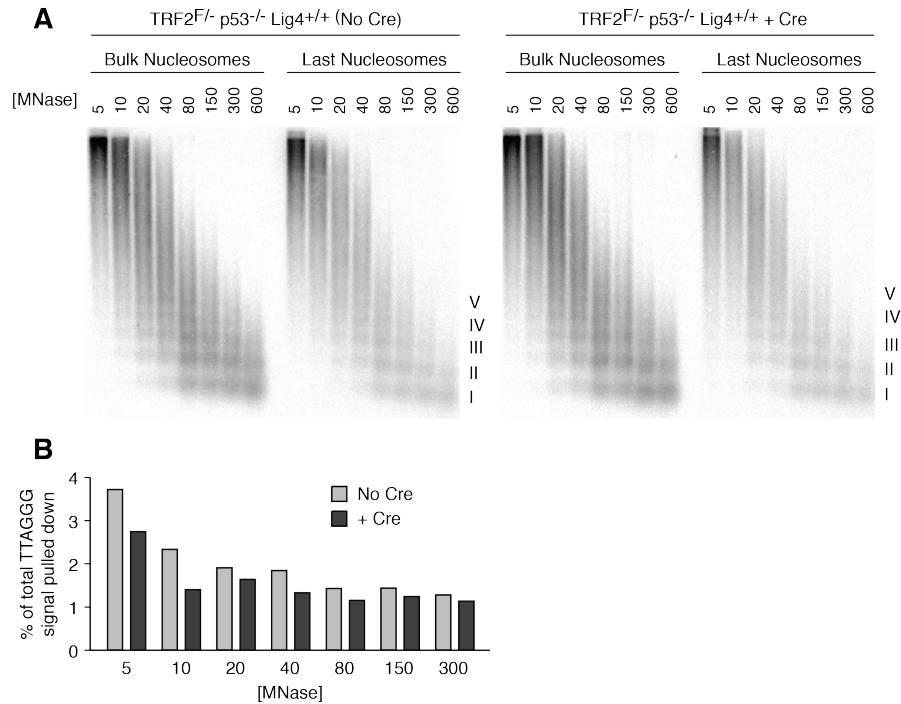 A
TRF2F/- p53-/- Lig4+/+ (No Cre)
TRF2F/- p53-/- Lig4+/+ + Cre
Bulk Nucleosomes
Last Nucleosomes
Bulk Nucleosomes
Last Nucleosomes
[MNase]
5 10 20 40 80 150 300 600
5 10 20 40 80 150 300 600
5 10 20 40 80 150 300 600
5 10 20 40 80 150 300 600
V
IV
III
II
I
V
IV
III
II
I
B
% of total TTAGGG
signal pulled down
4
3
2
1
0
No Cre
+ Cre
5 10 20 40 80 150 300
[MNase]